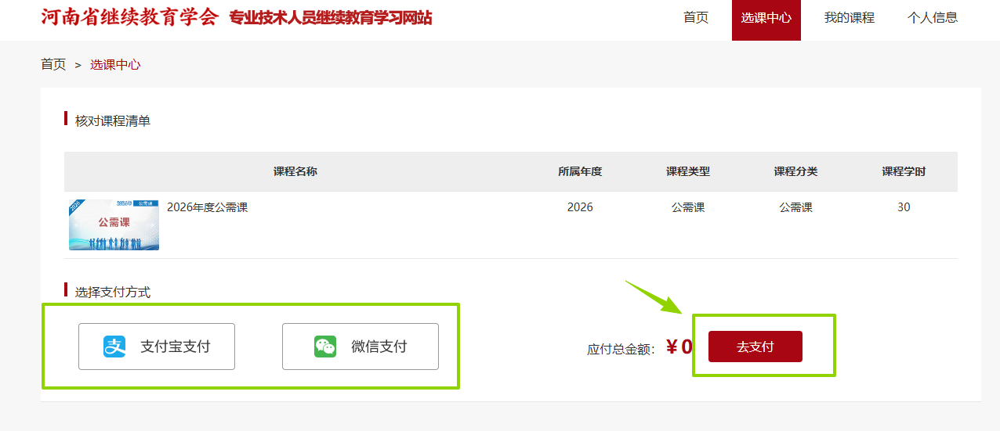 河南省继续教育学会 专业技术人员继续教育学习网站 首页 选课中心 我的课程 个人信息
首页 > 选课中心
核对课程清单
课程名称 所属年度 课程类型 课程分类 课程学时
2026 公需课
公需课
2026年度公需课 2026 公需课 公需课 30
选择支付方式
支 支付宝支付 微信支付 应付总金额: ¥0 去支付